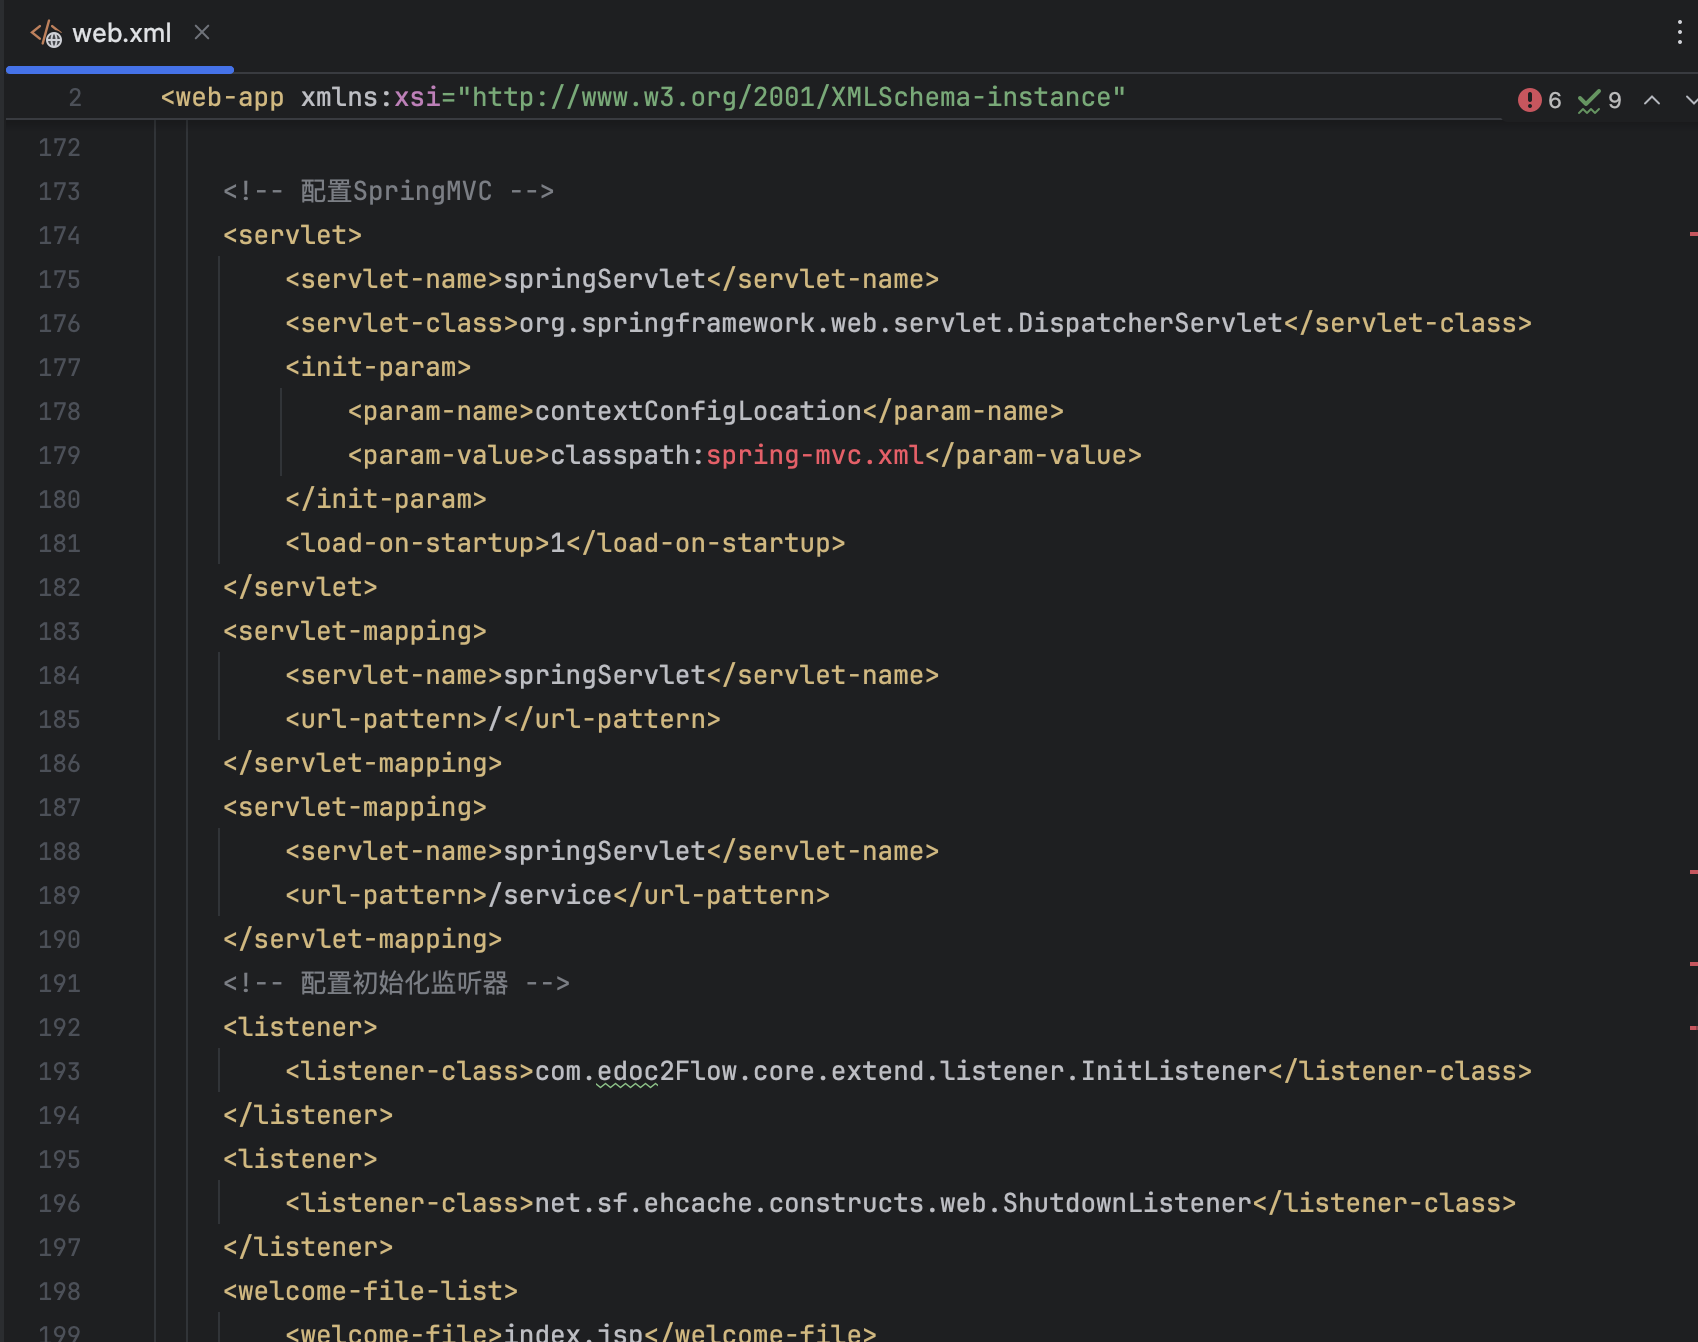 web.xml
2 <web-app xmlns:xsi="http://www.w3.org/2001/XMLSchema-instance" 6 9
172
173 <!-- 配置SpringMVC -->
174 <servlet>
175 <servlet-name>springServlet</servlet-name>
176 <servlet-class>org.springframework.web.servlet.DispatcherServlet</servlet-class>
177 <init-param>
178 <param-name>contextConfigLocation</param-name>
179 <param-value>classpath:spring-mvc.xml</param-value>
180 </init-param>
181 <load-on-startup>1</load-on-startup>
182 </servlet>
183 <servlet-mapping>
184 <servlet-name>springServlet</servlet-name>
185 <url-pattern>/</url-pattern>
186 </servlet-mapping>
187 <servlet-mapping>
188 <servlet-name>springServlet</servlet-name>
189 <url-pattern>/service</url-pattern>
190 </servlet-mapping>
191 <!-- 配置初始化监听器 -->
192 <listener>
193 <listener-class>com.edoc2Flow.core.extend.listener.InitListener</listener-class>
194 </listener>
195 <listener>
196 <listener-class>net.sf.ehcache.constructs.web.ShutdownListener</listener-class>
197 </listener>
198 <welcome-file-list>
199 <welcome-file>index.jsp</welcome-file>